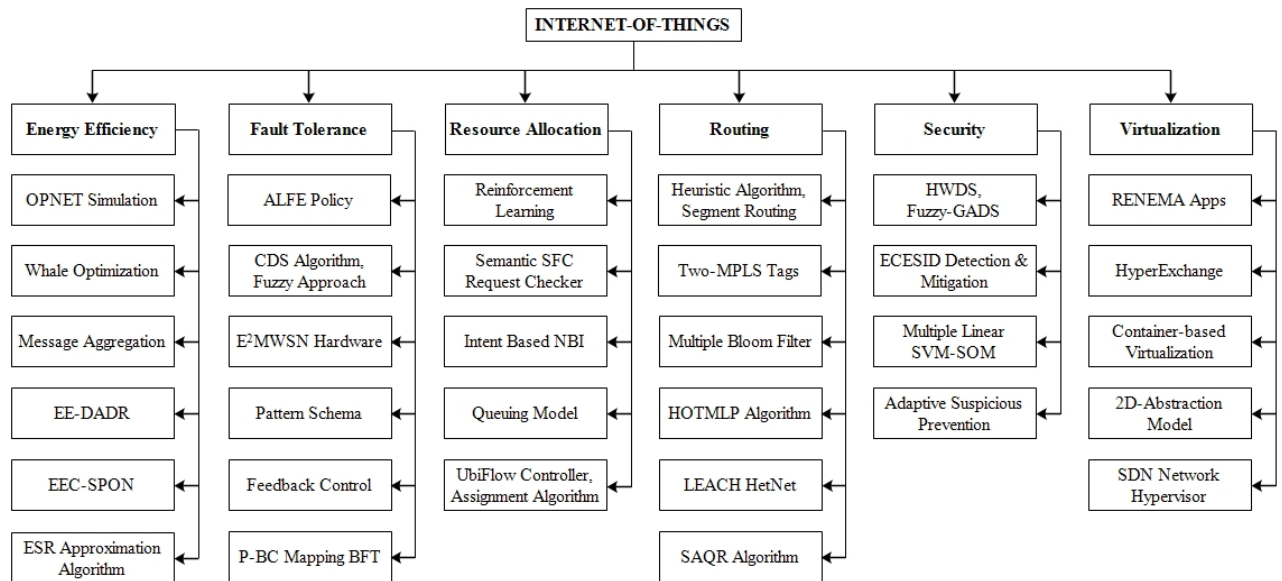 INTERNET-OF-THINGS
Energy Efficiency
OPNET Simulation
Whale Optimization
Message Aggregation
EE-DADR
EEC-SPON
ESR Approximation
Algorithm
Fault Tolerance
ALFE Policy
CDS Algorithm,
Fuzzy Approach
E²MWSN Hardware
Pattern Schema
Feedback Control
P-BC Mapping BFT
Resource Allocation
Reinforcement
Learning
Semantic SFC
Request Checker
Intent Based NBI
Queuing Model
UbiFlow Controller,
Assignment Algorithm
Routing
Heuristic Algorithm,
Segment Routing
Two-MPLS Tags
Multiple Bloom Filter
HOTMLP Algorithm
LEACH HetNet
SAQR Algorithm
Security
HWDS,
Fuzzy-GADS
ECESID Detection &
Mitigation
Multiple Linear
SVM-SOM
Adaptive Suspicious
Prevention
Virtualization
RENEMA Apps
HyperExchange
Container-based
Virtualization
2D-Abstraction
Model
SDN Network
Hypervisor